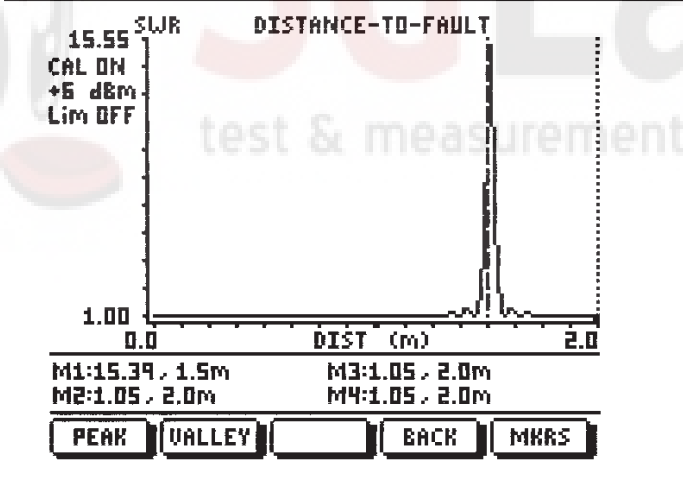 SWR DISTANCE-TO-FAULT
15.55
CAL ON
+6 dBm
Lim OFF
test & measurement
1.00
0.0 DIST (m) 2.0
M1:15.39, 1.5m M3:1.05, 2.0m
M2:1.05, 2.0m M4:1.05, 2.0m
PEAK VALLEY BACK MKRS